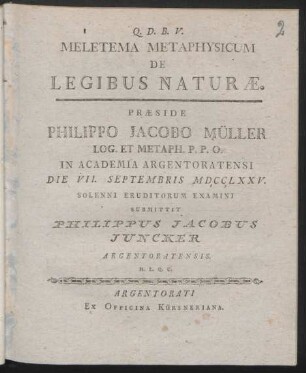 2
Q. D. B. V.
MELETEMA METAPHYSICUM
DE
LEGIBUS NATURÆ.
PRÆSIDE
PHILIPPO JACOBO MÜLLER
LOG. ET METAPH. P. P. O.
IN ACADEMIA ARGENTORATENSI
DIE VII. SEPTEMBRIS MDCCLXXV.
SOLENNI ERUDITORUM EXAMINI
SUBMITTIT
PHILIPPUS JACOBUS
JUNCKER
ARGENTORATENSIS.
H. L. Q. C.
ARGENTORATI
EX OFFICINA KÜRSNERIANA.